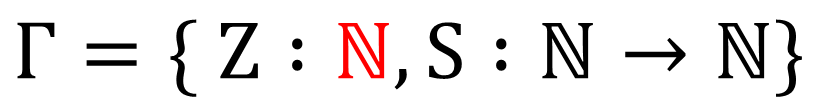 Γ = { Z : ℕ, S : ℕ → ℕ}